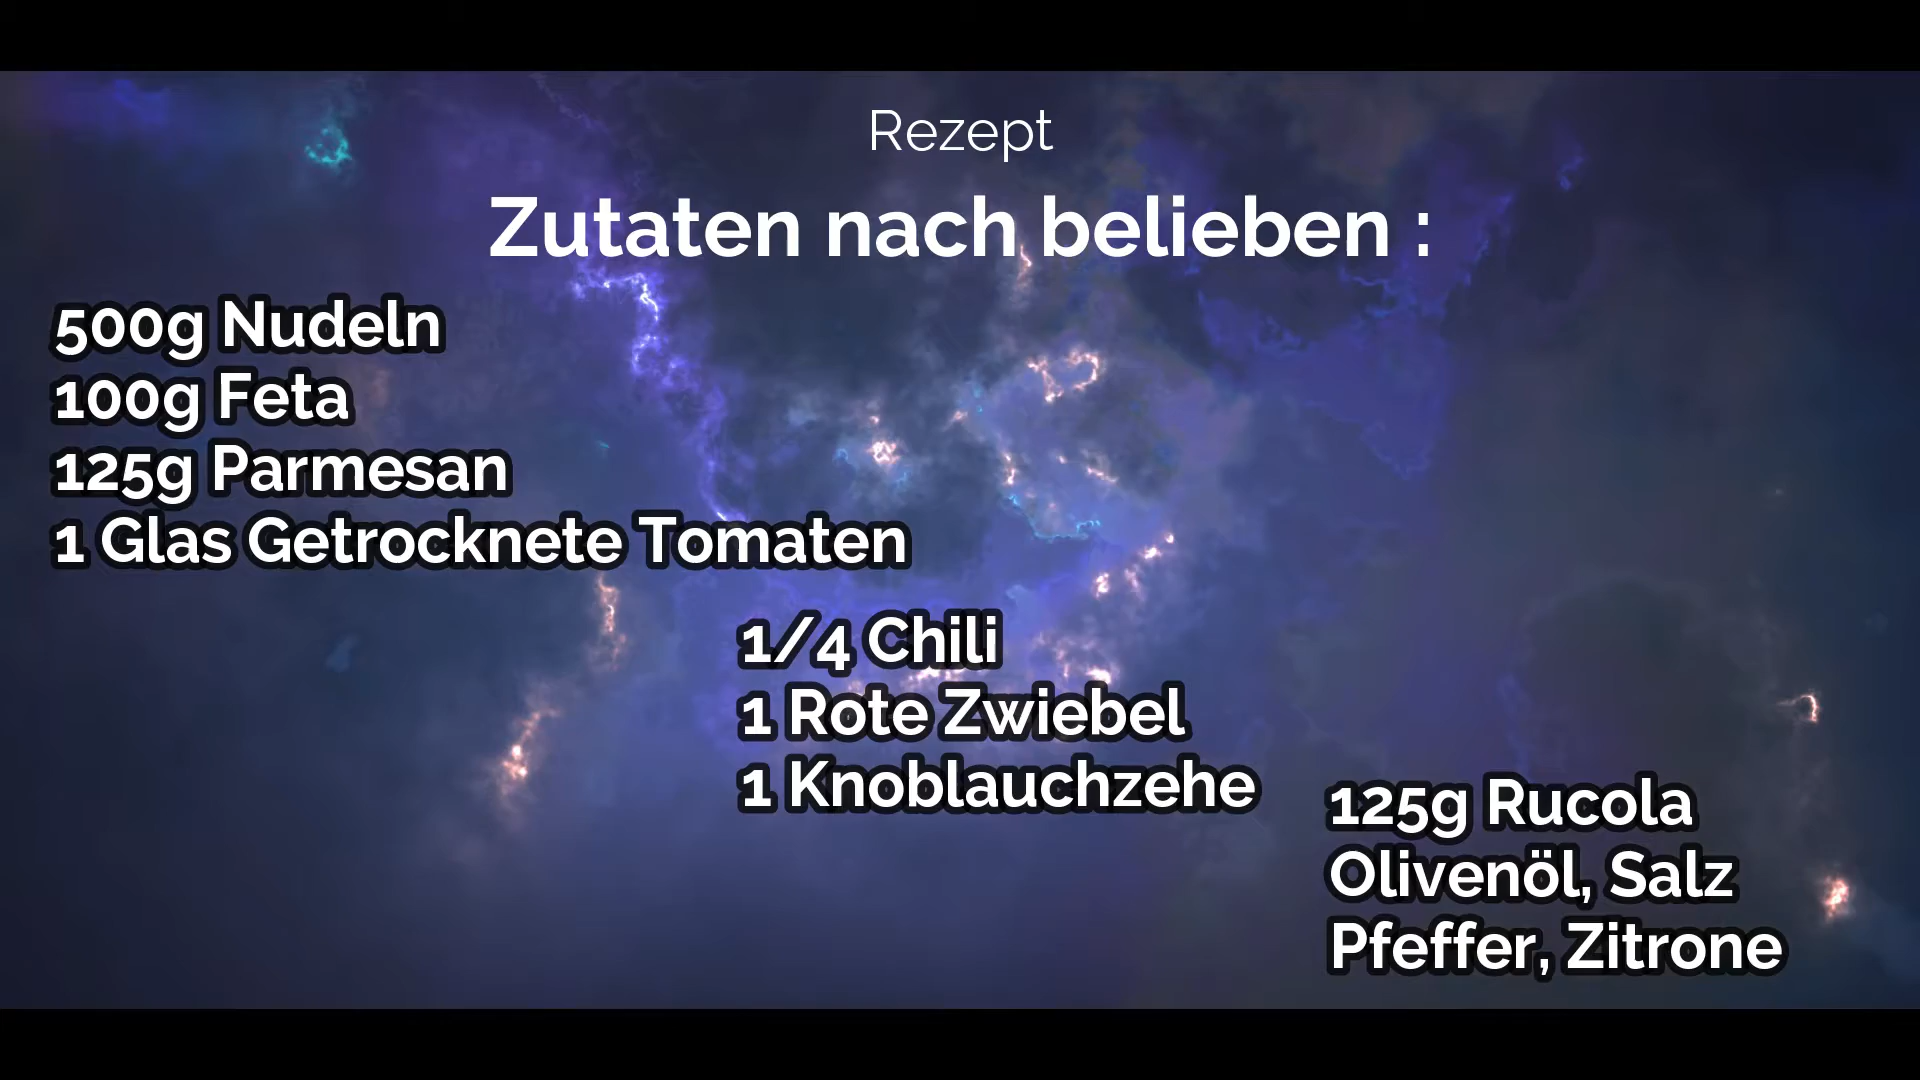 Rezept
Zutaten nach belieben :
500g Nudeln
100g Feta
125g Parmesan
1 Glas Getrocknete Tomaten
1/4 Chili
1 Rote Zwiebel
1 Knoblauchzehe
125g Rucola
Olivenöl, Salz
Pfeffer, Zitrone